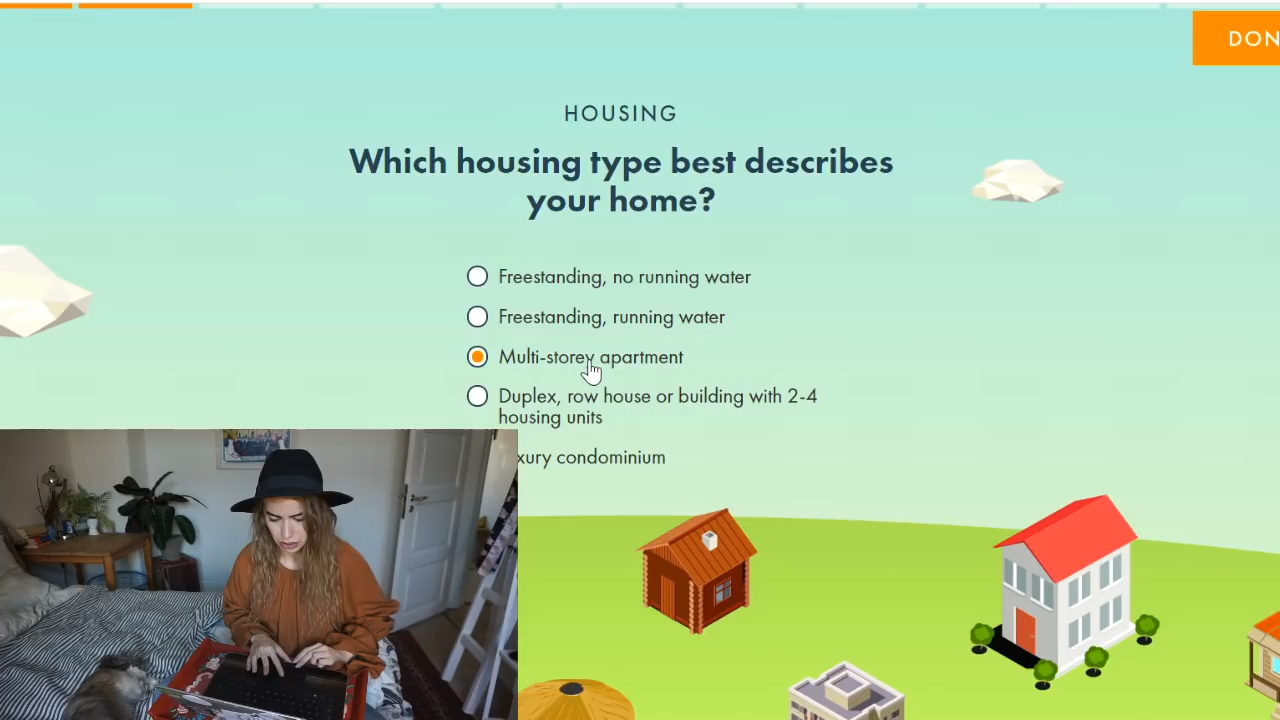 DON
HOUSING
Which housing type best describes
your home?
Freestanding, no running water
Freestanding, running water
Multi-storey apartment
Duplex, row house or building with 2-4
housing units
xury condominium